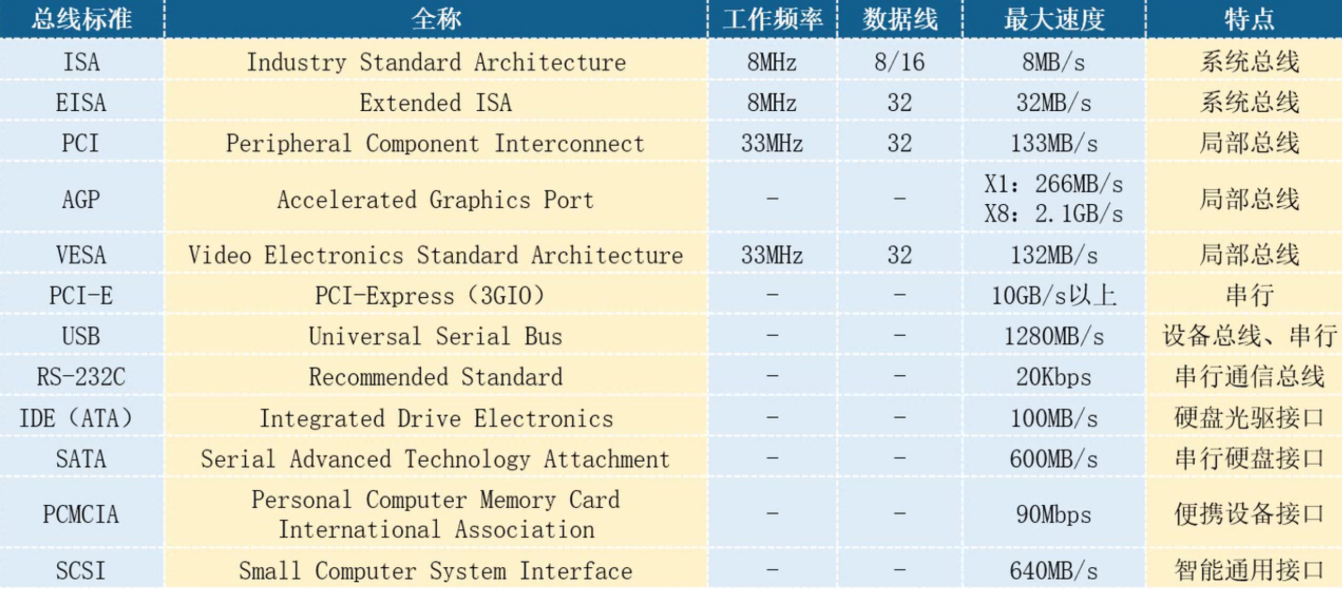 总线标准 全称 工作频率 数据线 最大速度 特点
ISA Industry Standard Architecture 8MHz 8/16 8MB/s 系统总线
EISA Extended ISA 8MHz 32 32MB/s 系统总线
PCI Peripheral Component Interconnect 33MHz 32 133MB/s 局部总线
AGP Accelerated Graphics Port - - X1：266MB/s
X8：2.1GB/s 局部总线
VESA Video Electronics Standard Architecture 33MHz 32 132MB/s 局部总线
PCI-E PCI-Express（3GIO） - - 10GB/s以上 串行
USB Universal Serial Bus - - 1280MB/s 设备总线、串行
RS-232C Recommended Standard - - 20Kbps 串行通信总线
IDE（ATA） Integrated Drive Electronics - - 100MB/s 硬盘光驱接口
SATA Serial Advanced Technology Attachment - - 600MB/s 串行硬盘接口
PCMCIA Personal Computer Memory Card
International Association - - 90Mbps 便携设备接口
SCSI Small Computer System Interface - - 640MB/s 智能通用接口